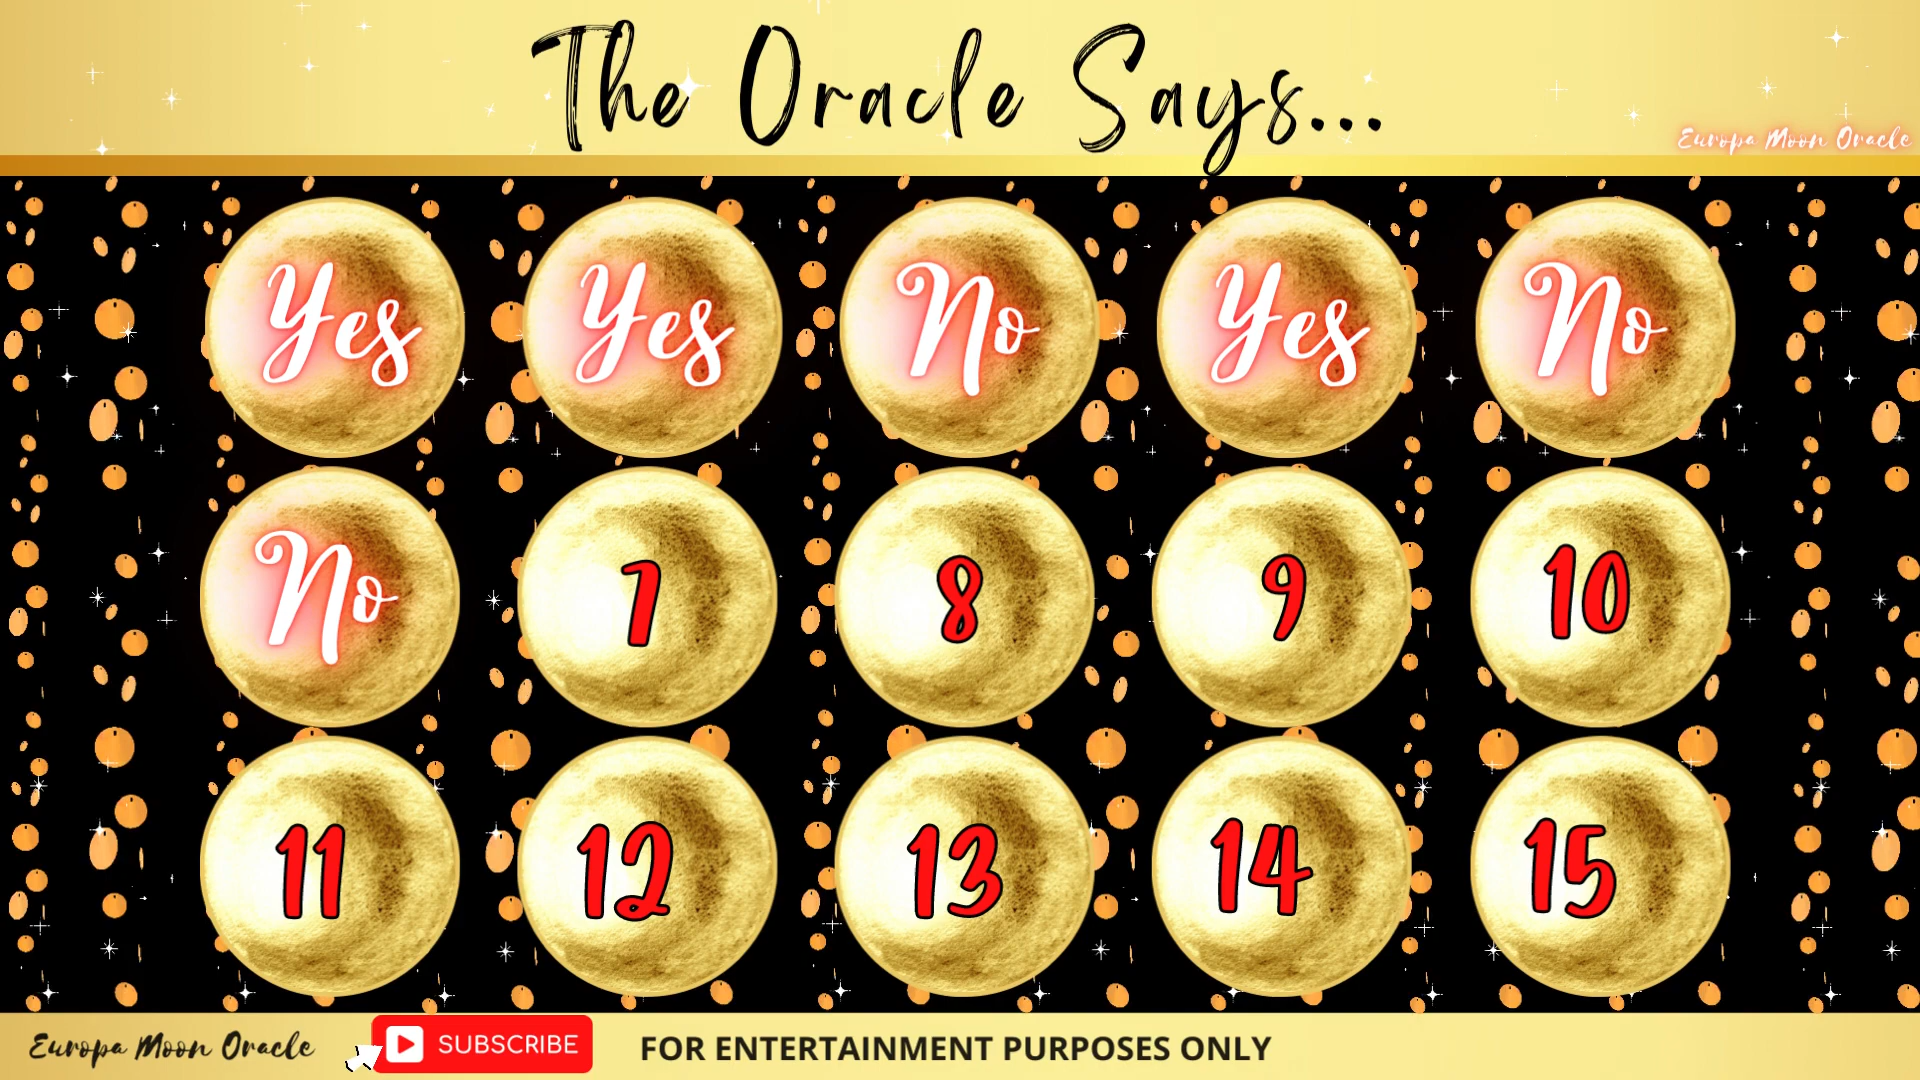 The Oracle Says...
Europa Moon Oracle
Yes Yes No Yes No
No 7 8 9 10
11 12 13 14 15
Europa Moon Oracle SUBSCRIBE FOR ENTERTAINMENT PURPOSES ONLY